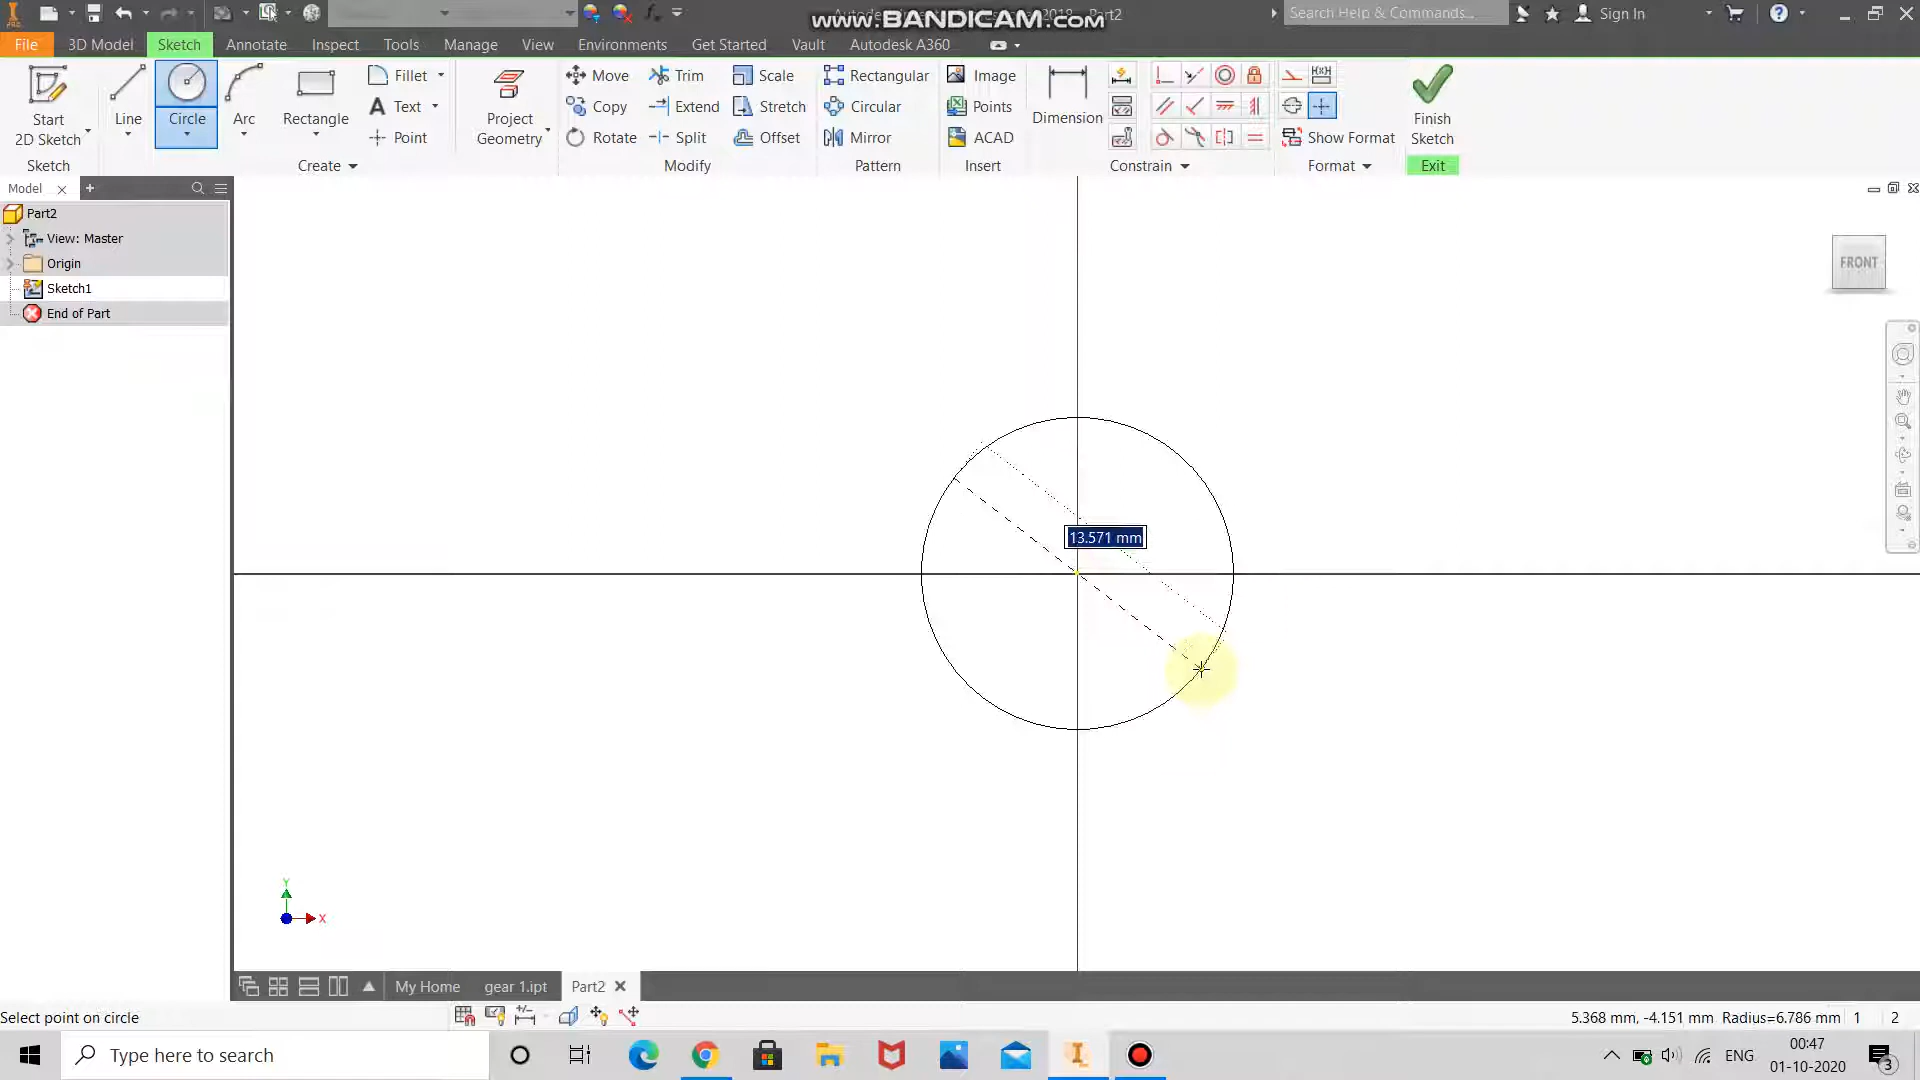 Autodesk
www.BANDICAM.com
2018 Part2
Search Help & Commands...
Sign In
File
3D Model
Sketch
Annotate
Inspect
Tools
Manage
View
Environments
Get Started
Vault
Autodesk A360
Start
2D Sketch
Line
Circle
Arc
Rectangle
Fillet
Text
Point
Project
Geometry
Move
Copy
Rotate
Trim
Extend
Split
Scale
Stretch
Offset
Rectangular
Circular
Mirror
Image
Points
ACAD
Dimension
Show Format
Finish
Sketch
Sketch
Create
Modify
Pattern
Insert
Constrain
Format
Exit
Model
Part2
View: Master
Origin
Sketch1
End of Part
FRONT
13.571 mm
Y
X
My Home
gear 1.ipt
Part2
Select point on circle
5.368 mm, -4.151 mm Radius=6.786 mm 1 2
Type here to search
ENG
00:47
01-10-2020
3